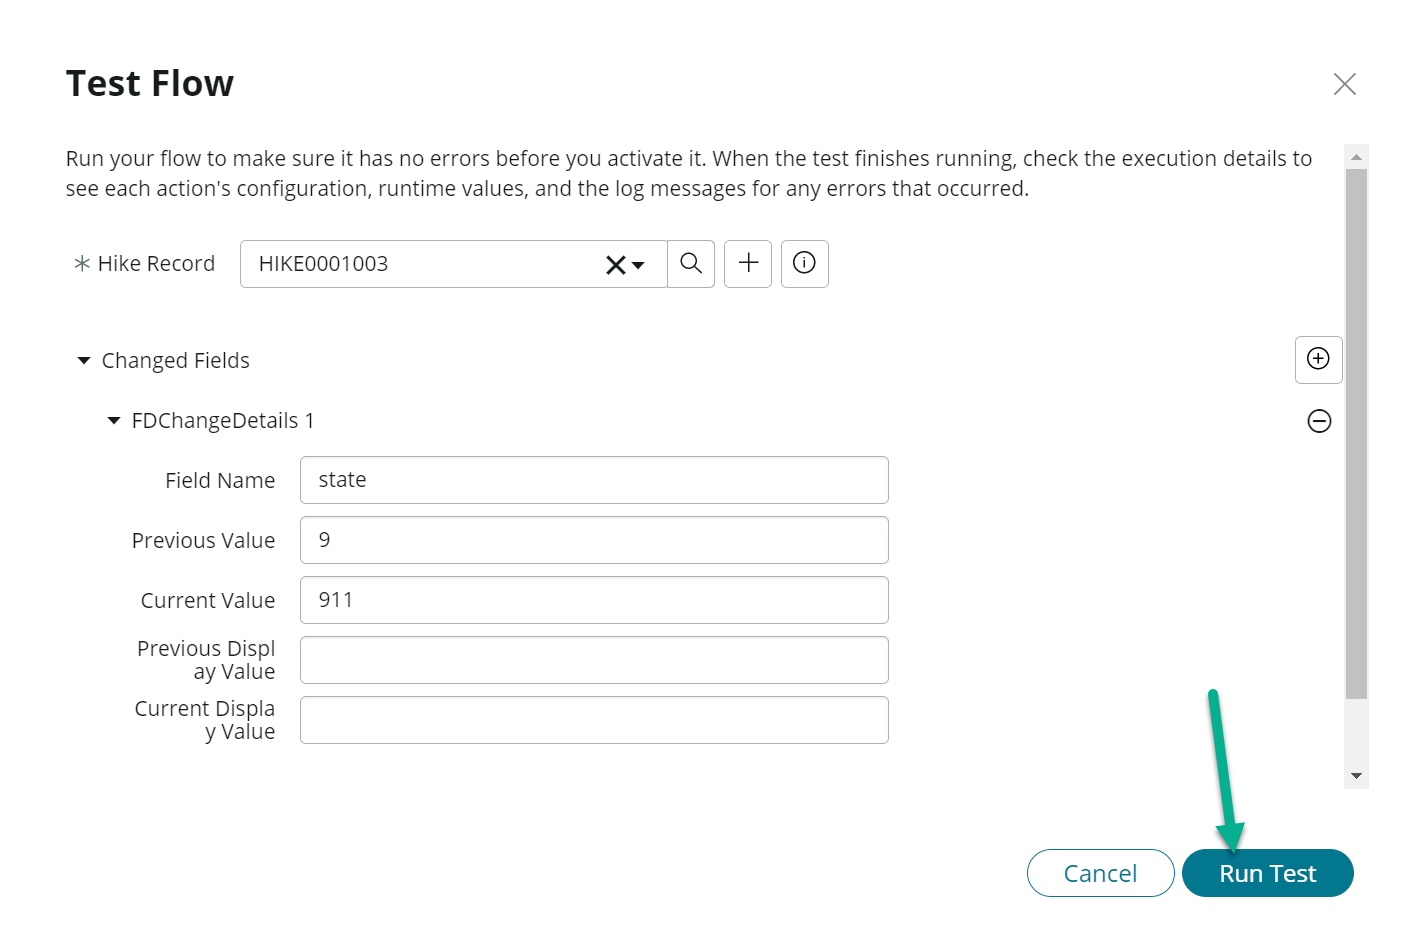 Test Flow
Run your flow to make sure it has no errors before you activate it. When the test finishes running, check the execution details to
see each action's configuration, runtime values, and the log messages for any errors that occurred.
Hike Record HIKE0001003
Changed Fields
FDChangeDetails 1
Field Name state
Previous Value 9
Current Value 911
Previous Displ
ay Value
Current Displa
y Value
Cancel Run Test